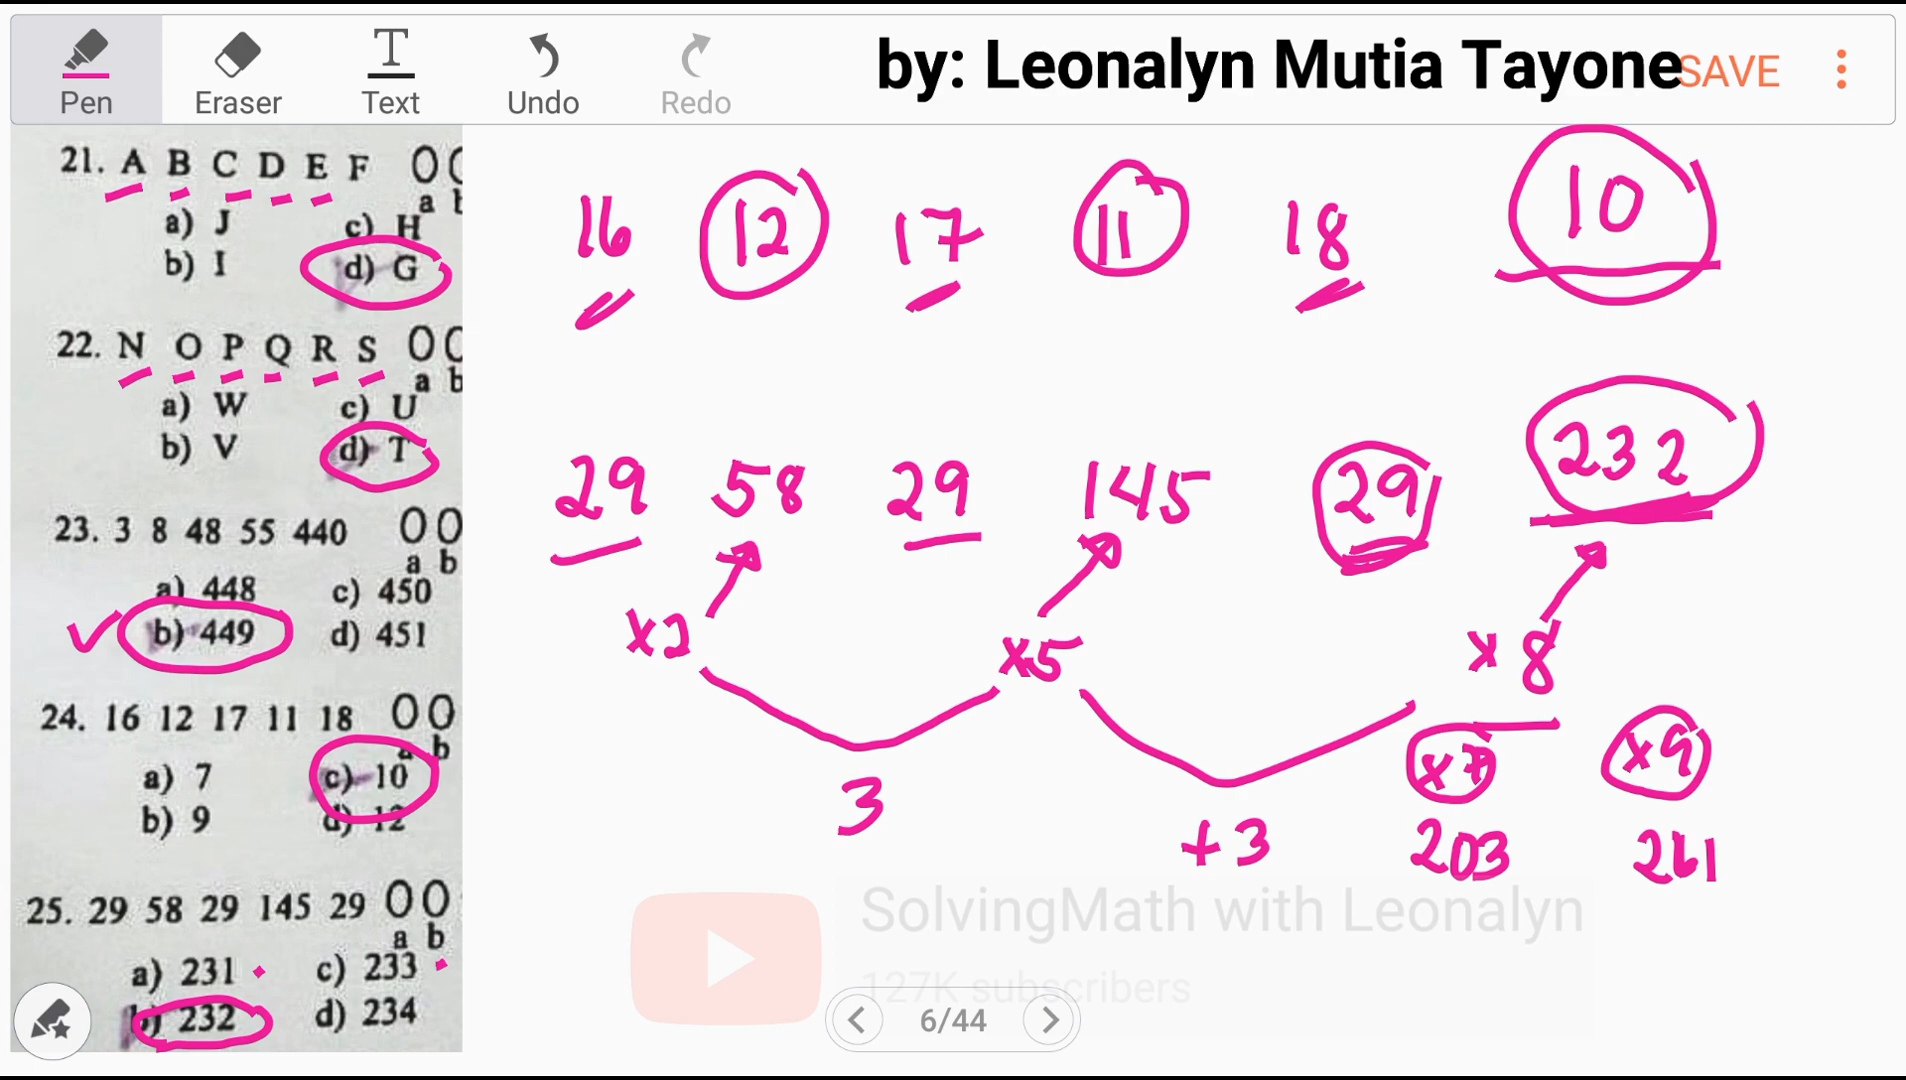 Pen Eraser Text Undo Redo by: Leonalyn Mutia Tayone SAVE
21. A B C D E F
a b
a) J c) H
b) I d) G
22. N O P Q R S
a b
a) W c) U
b) V d) T
23. 3 8 48 55 440
a b
a) 448 c) 450
b) 449 d) 451
24. 16 12 17 11 18
a b
a) 7 c) 10
b) 9 d) 12
25. 29 58 29 145 29
a b
a) 231 c) 233
b) 232 d) 234
16 12 17 11 18 10
29 58 29 145 29 232
x2 x5 x 8
3 +3
x7 x9
203 261
SolvingMath with Leonalyn
127K subscribers
6/44